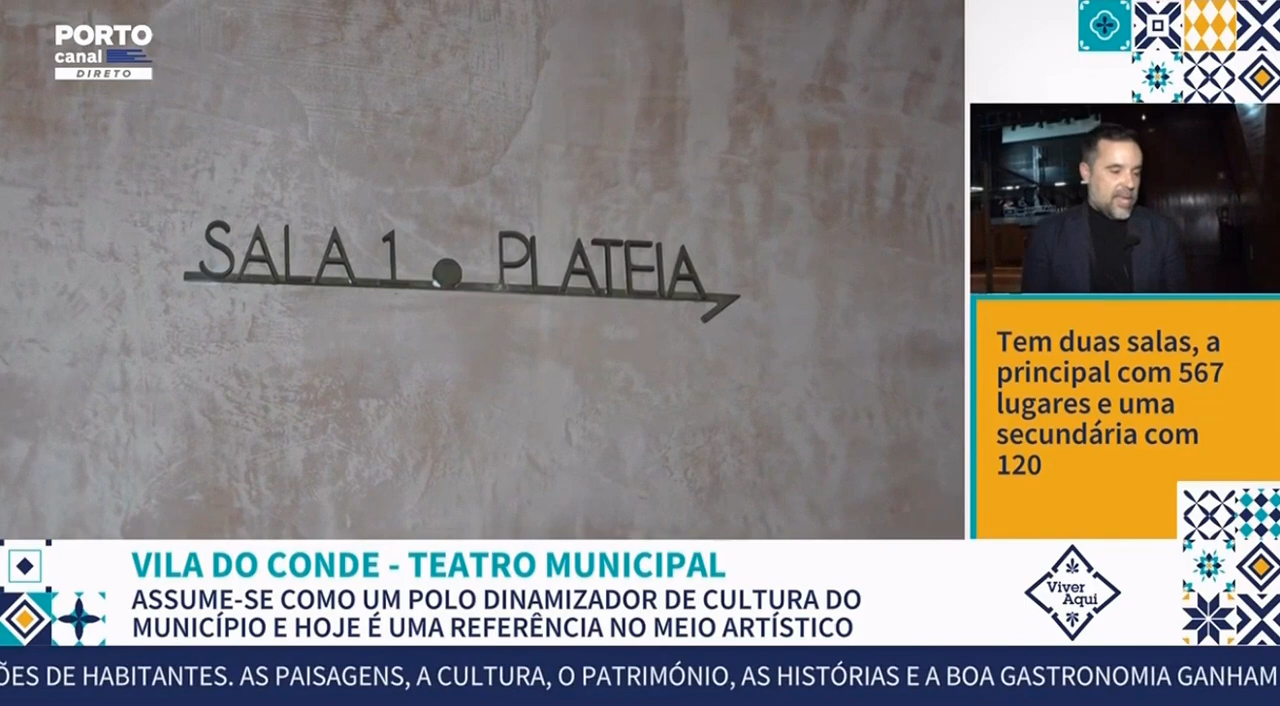 PORTO
canal
DIRETO
SALA 1 . PLATEIA
Tem duas salas, a
principal com 567
lugares e uma
secundária com
120
VILA DO CONDE - TEATRO MUNICIPAL
ASSUME-SE COMO UM POLO DINAMIZADOR DE CULTURA DO
MUNICÍPIO E HOJE É UMA REFERÊNCIA NO MEIO ARTÍSTICO
Viver
Aqui
ÕES DE HABITANTES. AS PAISAGENS, A CULTURA, O PATRIMÓNIO, AS HISTÓRIAS E A BOA GASTRONOMIA GANHAM